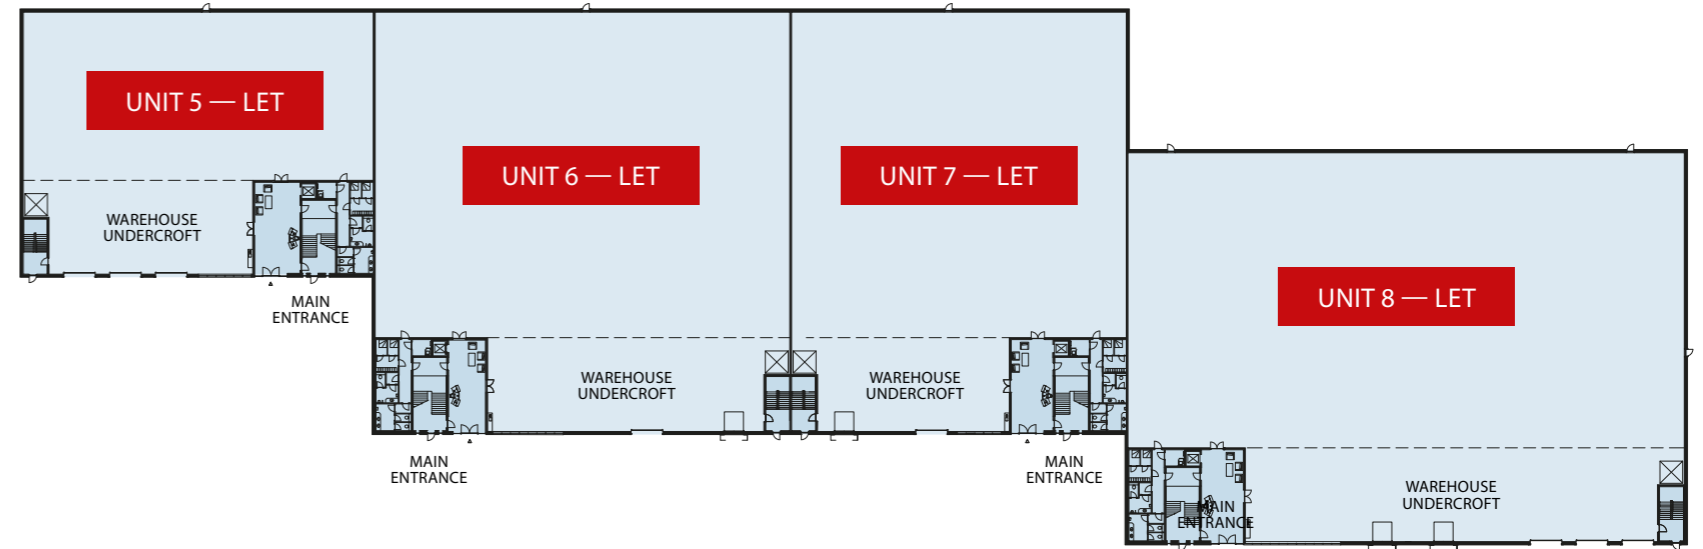 UNIT 5 — LET
UNIT 6 — LET
UNIT 7 — LET
UNIT 8 — LET
WAREHOUSE
UNDERCROFT
MAIN
ENTRANCE
WAREHOUSE
UNDERCROFT
WAREHOUSE
UNDERCROFT
MAIN
ENTRANCE
MAIN
ENTRANCE
MAIN
ENTRANCE
WAREHOUSE
UNDERCROFT